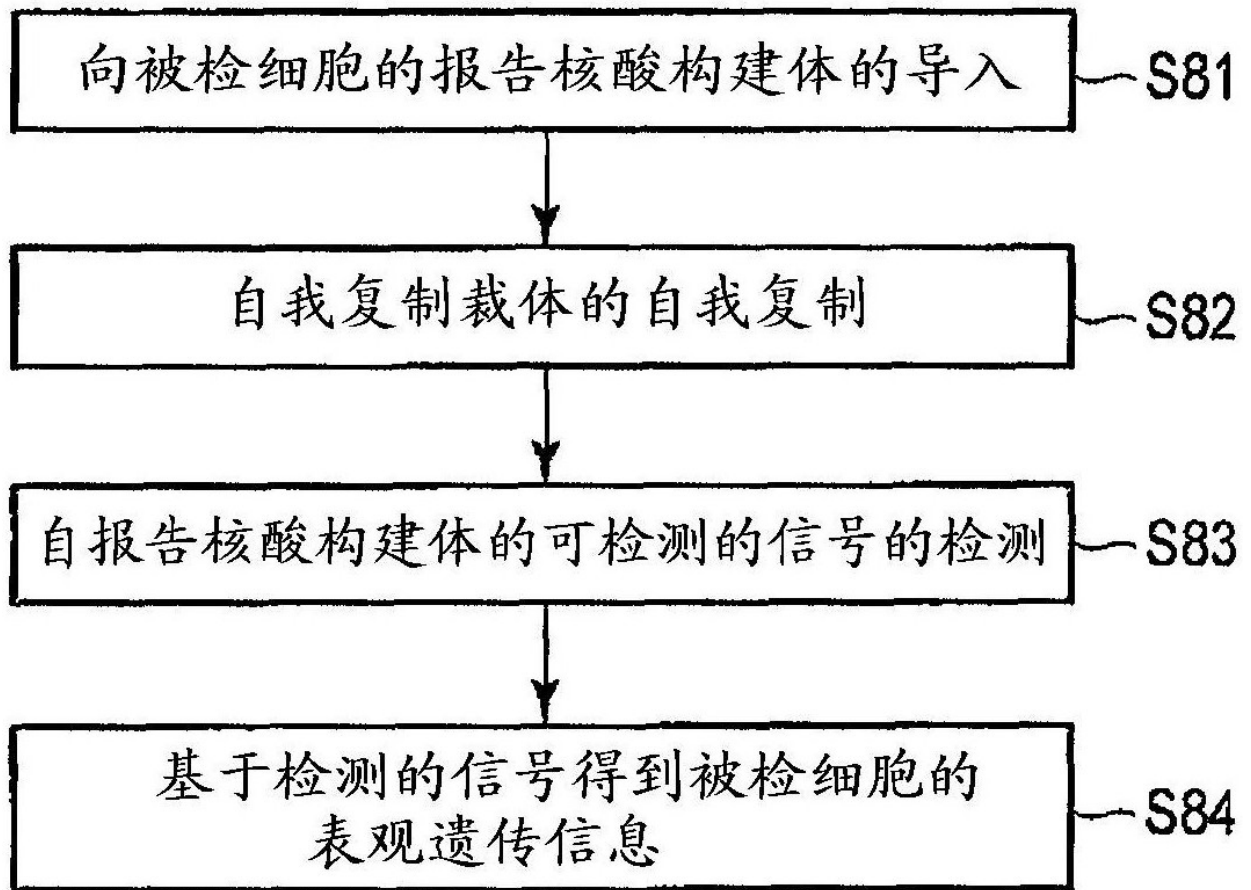 向被检细胞的报告核酸构建体的导入
S81
自我复制裁体的自我复制
S82
自报告核酸构建体的可检测的信号的检测
S83
基于检测的信号得到被检细胞的
表观遗传信息
S84